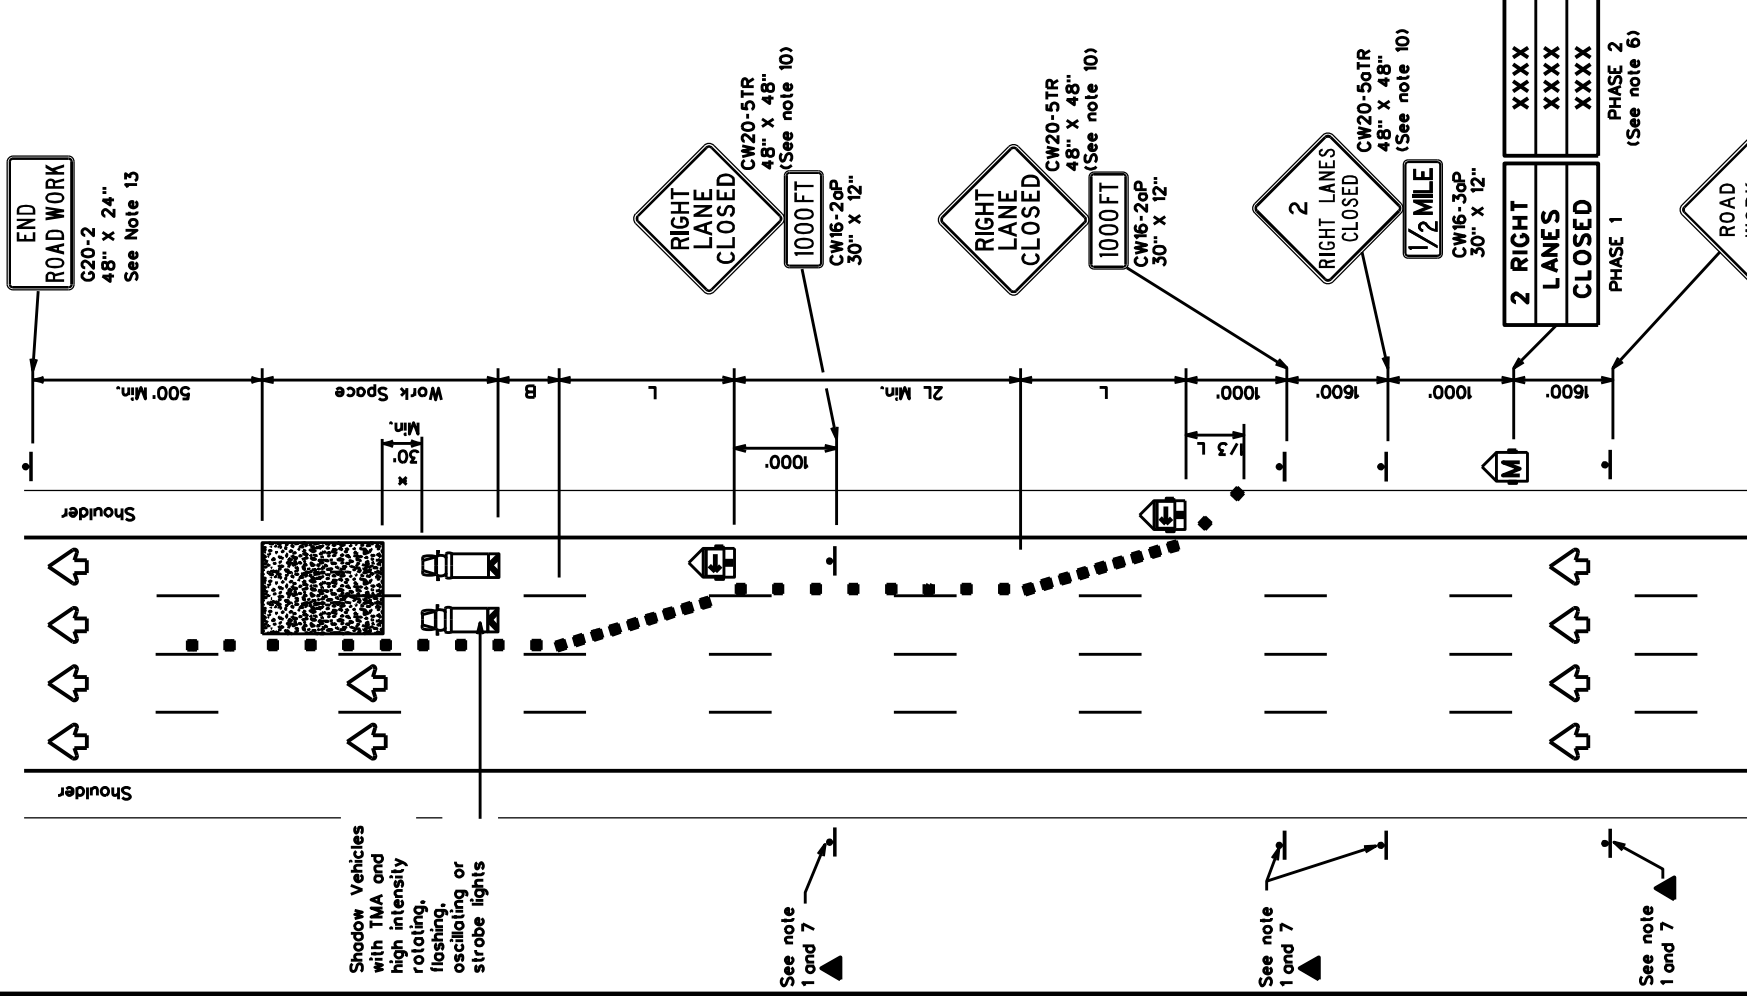 END
ROAD WORK
G20-2
48" X 24"
See Note 13
RIGHT
LANE
CLOSED
CW20-5TR
48" X 48"
(See note 10)
1000 FT
CW16-2aP
30" X 12"
RIGHT
LANE
CLOSED
CW20-5TR
48" X 48"
(See note 10)
1000 FT
CW16-2aP
30" X 12"
2
RIGHT LANES
CLOSED
CW20-5aTR
48" X 48"
(See note 10)
1/2 MILE
CW16-3aP
30" X 12"
2 RIGHT
LANES
CLOSED
PHASE 1
XXXX
XXXX
XXXX
PHASE 2
(See note 6)
ROAD
500' Min.
Work Space
B
L
2L Min.
L
1000'
1600'
1000'
1600'
30'
Min.
x
1000'
1/3 L
M
Shoulder
Shoulder
Shadow Vehicles
with TMA and
high intensity
rotating,
flashing,
oscillating or
strobe lights
See note
1 and 7
See note
1 and 7
See note
1 and 7